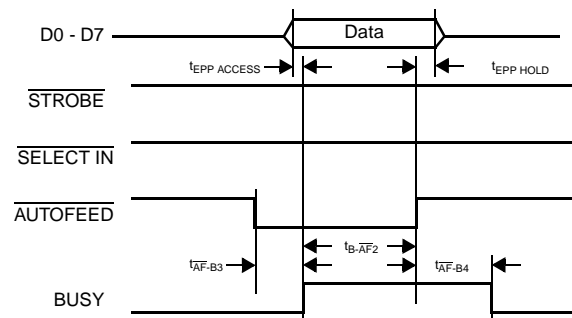 D0 - D7
Data
tEPP ACCESS
tEPP HOLD
STROBE
SELECT IN
AUTOFEED
tB-AF2
tAF-B3
tAF-B4
BUSY